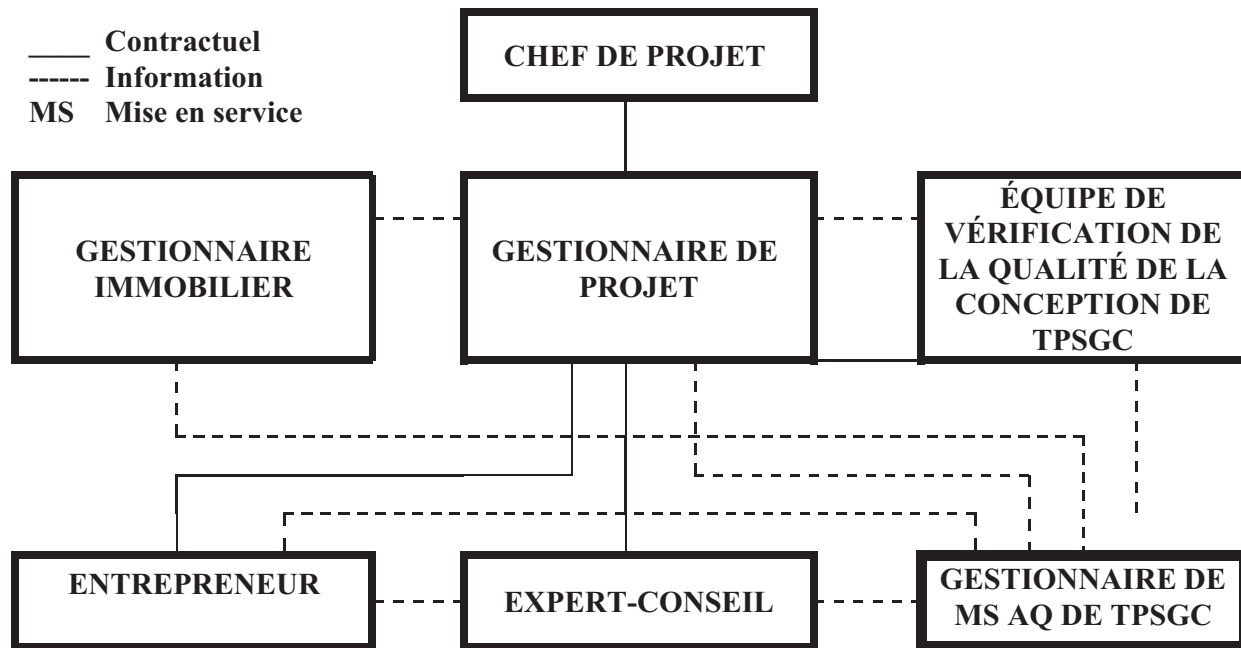 ____ Contractuel
------ Information
MS Mise en service
CHEF DE PROJET
GESTIONNAIRE
IMMOBILIER
GESTIONNAIRE DE
PROJET
ÉQUIPE DE
VÉRIFICATION DE
LA QUALITÉ DE LA
CONCEPTION DE
TPSGC
ENTREPRENEUR
EXPERT-CONSEIL
GESTIONNAIRE DE
MS AQ DE TPSGC